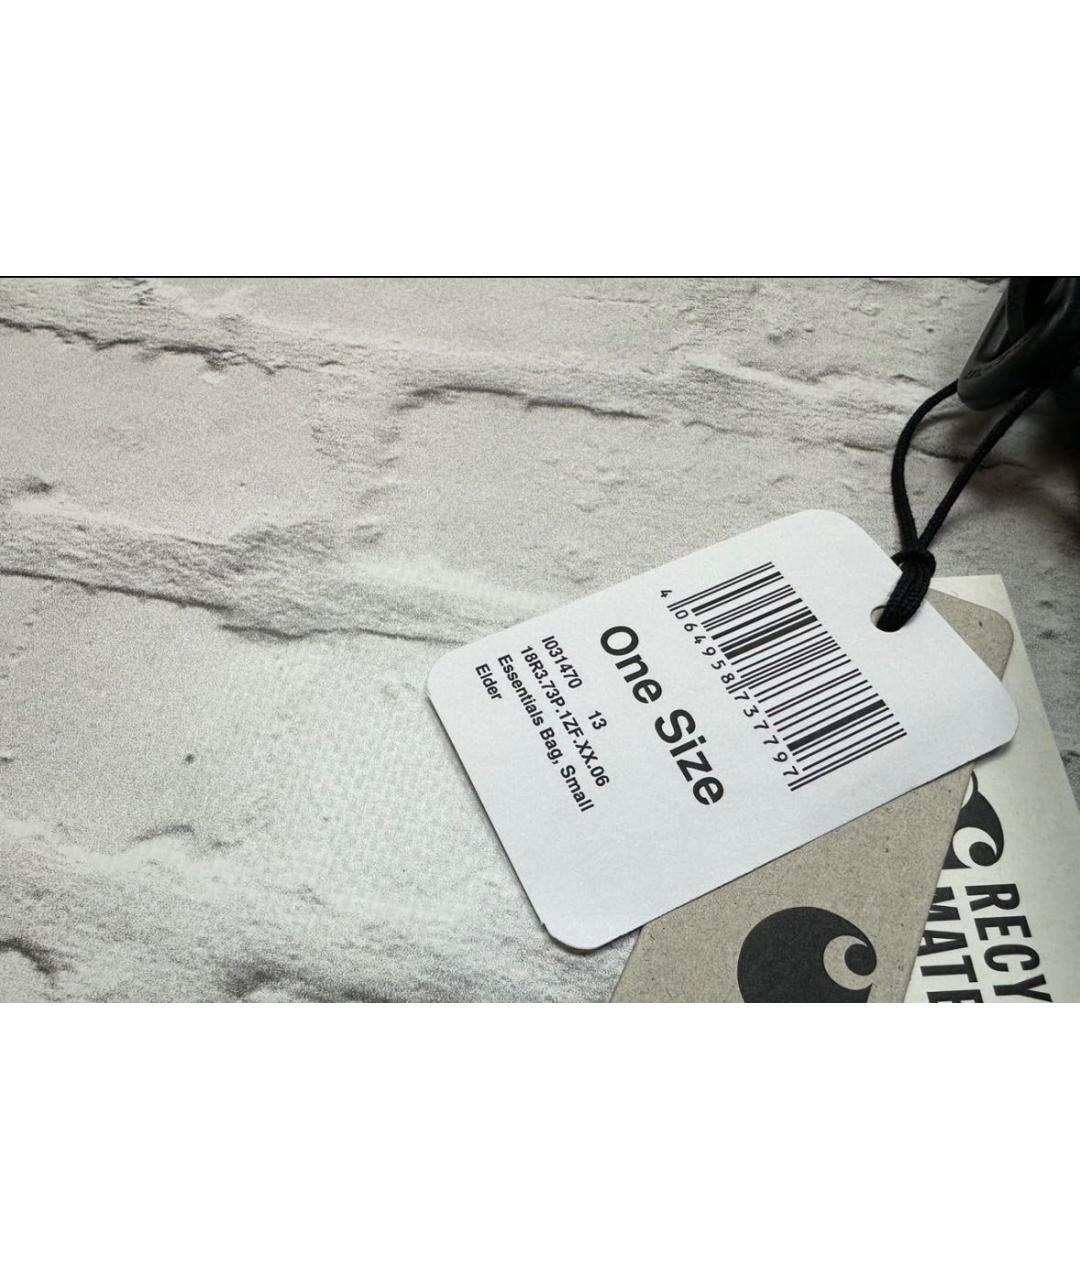 4 064958 737797
One Size
I031470 13
18R3.73P.1ZF.XX.06
Essentials Bag, Small
Elder
RECY
MATE